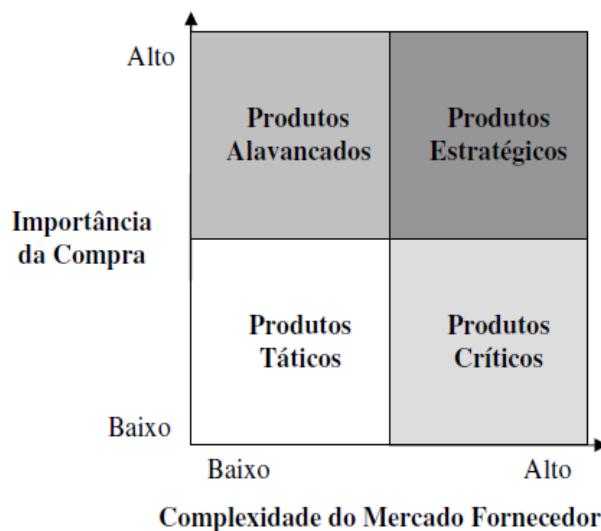 Alto
Produtos
Alavancados
Produtos
Estratégicos
Importância
da Compra
Produtos
Táticos
Produtos
Críticos
Baixo
Baixo
Alto
Complexidade do Mercado Fornecedor